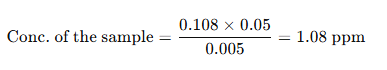 Conc. of the sample = 0.108 × 0.05 / 0.005 = 1.08 ppm